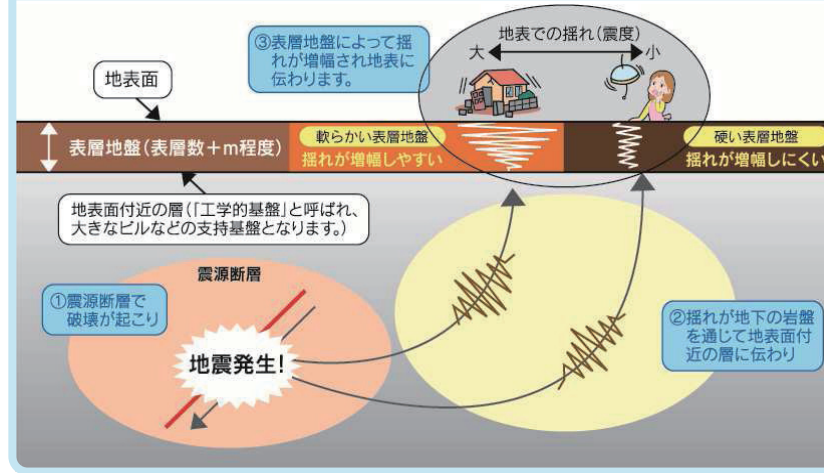 ③表層地盤によって揺
れが増幅され地表に
伝わります。
地表での揺れ(震度)
大
小
地表面
表層地盤(表層数十m程度)
軟らかい表層地盤
揺れが増幅しやすい
硬い表層地盤
揺れが増幅しにくい
地表面付近の層(「工学的基盤」と呼ばれ、
大きなビルなどの支持基盤となります。)
震源断層
①震源断層で
破壊が起こり
地震発生!
②揺れが地下の岩盤
を通じて地表面付
近の層に伝わり